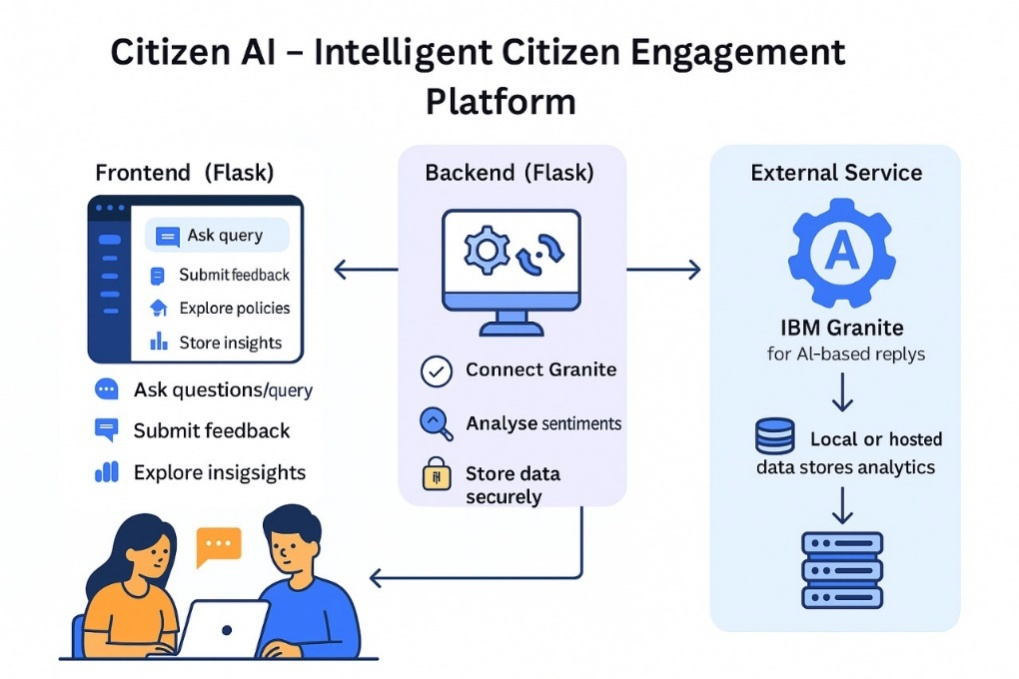 Citizen AI – Intelligent Citizen Engagement
Platform
Frontend (Flask)
Ask query
Submit feedback
Explore policies
Store insights
Ask questions/query
Submit feedback
Explore insigsights
Backend (Flask)
Connect Granite
Analyse sentiments
Store data
securely
External Service
A
IBM Granite
for AI-based replys
Local or hosted
data stores analytics